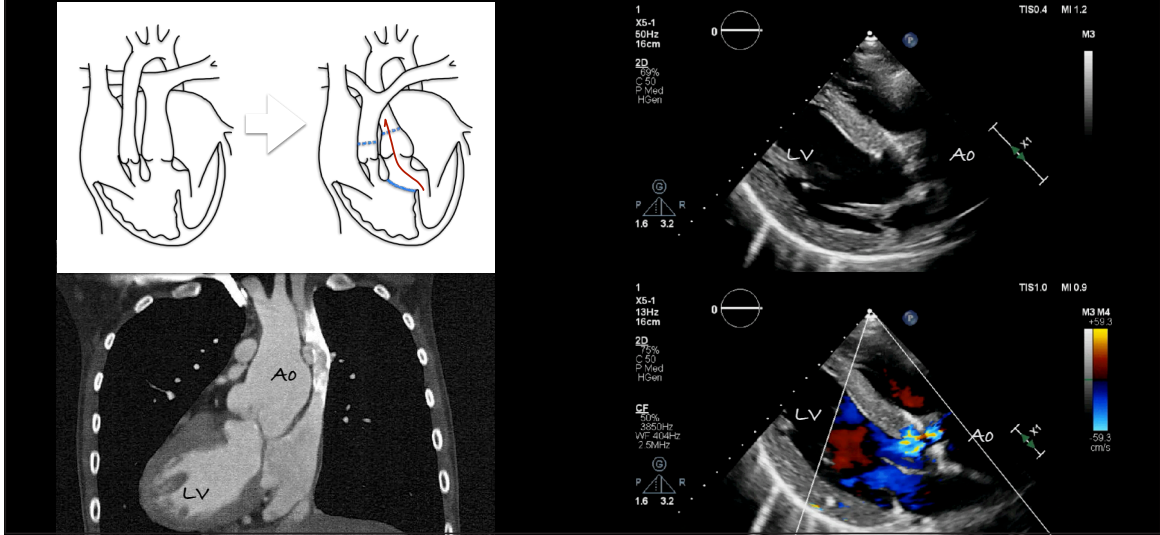 1
X5-1
50Hz
16cm
0
2D
69%
C 50
P Med
HGen
TIS0.4 MI 1.2
M3
P
LV
Ao
X1
G
P R
1.6 3.2
Ao
LV
1
X5-1
13Hz
16cm
0
2D
75%
C 50
P Med
HGen
CF
50%
3850Hz
WF 404Hz
2.5MHz
TIS1.0 MI 0.9
M3 M4
+59.3
-59.3
cm/s
P
LV
Ao
X1
G
P R
1.6 3.2